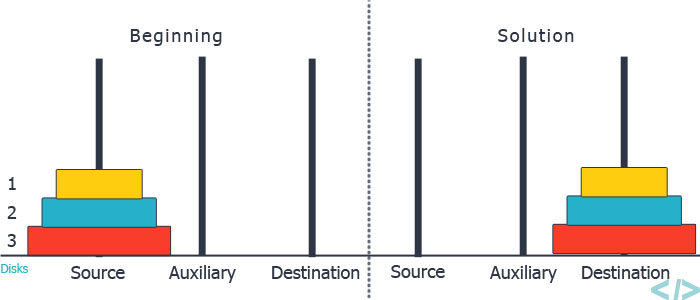 Beginning
Solution
1
2
3
Disks
Source Auxiliary Destination
Source Auxiliary Destination
</>